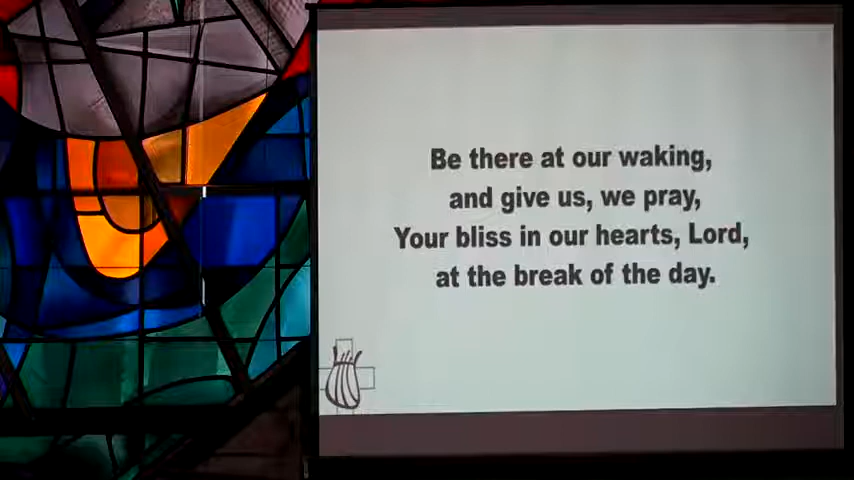 Be there at our waking,
and give us, we pray,
Your bliss in our hearts, Lord,
at the break of the day.